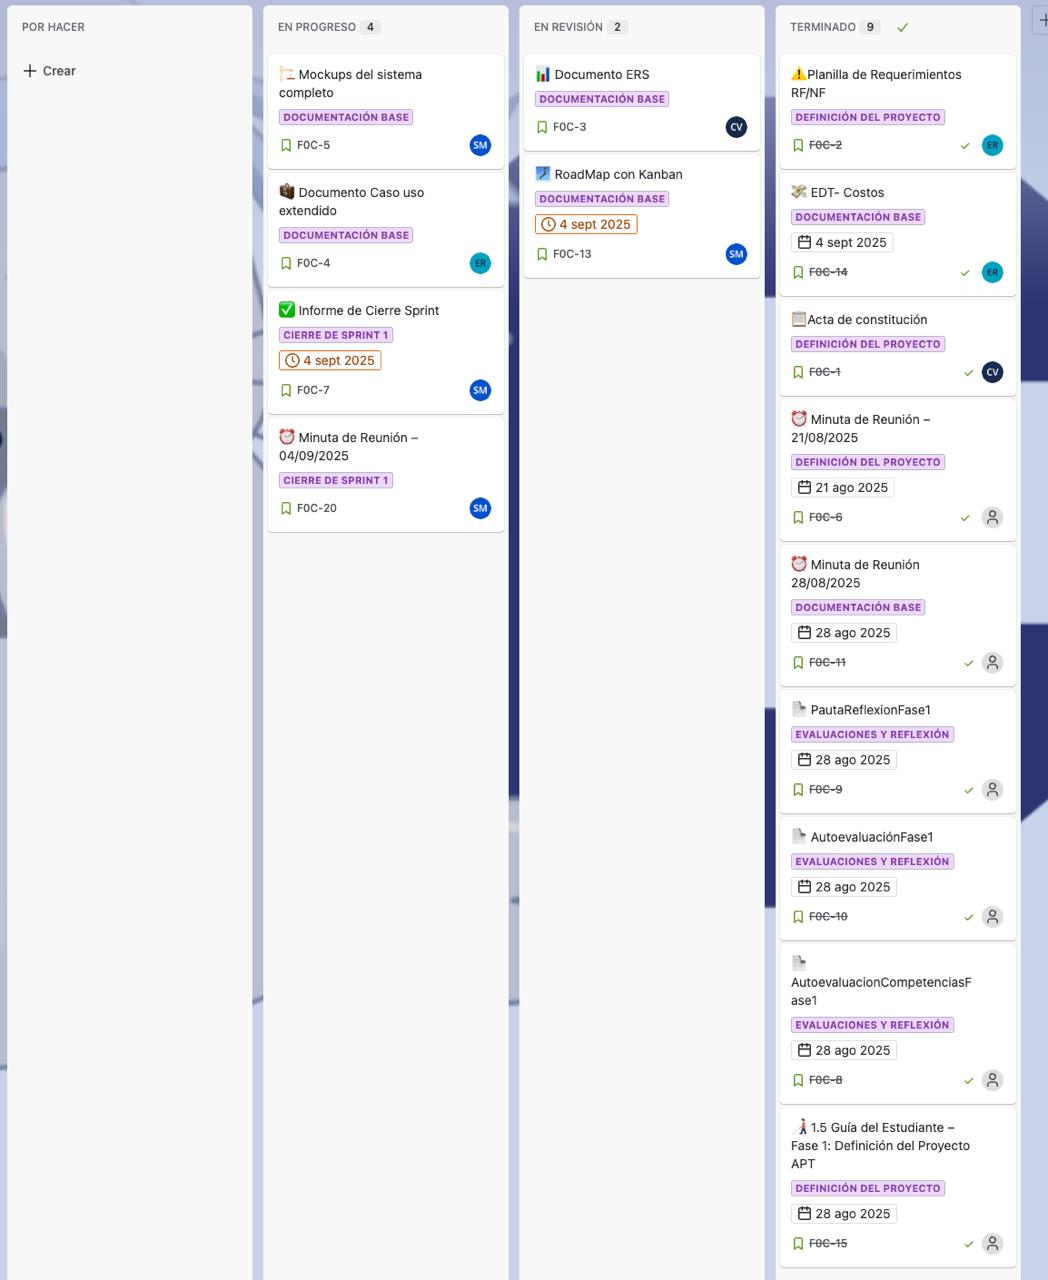 POR HACER
Crear
EN PROGRESO 4
Mockups del sistema
completo
DOCUMENTACIÓN BASE
F0C-5 SM
Documento Caso uso
extendido
DOCUMENTACIÓN BASE
F0C-4 ER
Informe de Cierre Sprint
CIERRE DE SPRINT 1
4 sept 2025
F0C-7 SM
Minuta de Reunión –
04/09/2025
CIERRE DE SPRINT 1
F0C-20 SM
EN REVISIÓN 2
Documento ERS
DOCUMENTACIÓN BASE
F0C-3 CV
RoadMap con Kanban
DOCUMENTACIÓN BASE
4 sept 2025
F0C-13 SM
TERMINADO 9
Planilla de Requerimientos
RF/NF
DEFINICIÓN DEL PROYECTO
F0C-2 ER
EDT- Costos
DOCUMENTACIÓN BASE
4 sept 2025
F0C-14 ER
Acta de constitución
DEFINICIÓN DEL PROYECTO
F0C-1 CV
Minuta de Reunión –
21/08/2025
DEFINICIÓN DEL PROYECTO
21 ago 2025
F0C-6
Minuta de Reunión
28/08/2025
DOCUMENTACIÓN BASE
28 ago 2025
F0C-11
PautaReflexionFase1
EVALUACIONES Y REFLEXIÓN
28 ago 2025
F0C-9
AutoevaluaciónFase1
EVALUACIONES Y REFLEXIÓN
28 ago 2025
F0C-10
AutoevaluacionCompetenciasF
ase1
EVALUACIONES Y REFLEXIÓN
28 ago 2025
F0C-8
1.5 Guía del Estudiante –
Fase 1: Definición del Proyecto
APT
DEFINICIÓN DEL PROYECTO
28 ago 2025
F0C-15